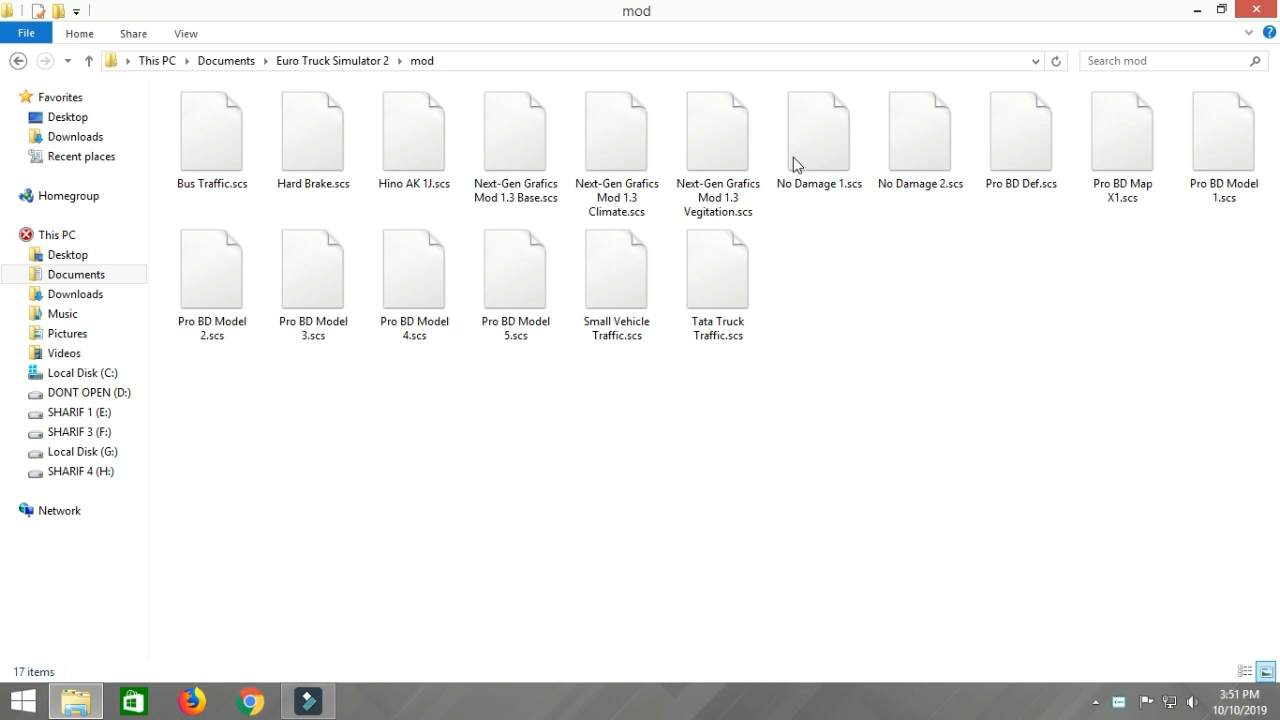 mod
File
Home
Share
View
This PC
Documents
Euro Truck Simulator 2
mod
Search mod
Favorites
Desktop
Downloads
Recent places
Homegroup
This PC
Desktop
Documents
Downloads
Music
Pictures
Videos
Local Disk (C:)
DONT OPEN (D:)
SHARIF 1 (E:)
SHARIF 3 (F:)
Local Disk (G:)
SHARIF 4 (H:)
Network
Bus Traffic.scs
Hard Brake.scs
Hino AK 1J.scs
Next-Gen Grafics
Mod 1.3 Base.scs
Next-Gen Grafics
Mod 1.3
Climate.scs
Next-Gen Grafics
Mod 1.3
Vegitation.scs
No Damage 1.scs
No Damage 2.scs
Pro BD Def.scs
Pro BD Map
X1.scs
Pro BD Model
1.scs
Pro BD Model
2.scs
Pro BD Model
3.scs
Pro BD Model
4.scs
Pro BD Model
5.scs
Small Vehicle
Traffic.scs
Tata Truck
Traffic.scs
17 items
3:51 PM
10/10/2019